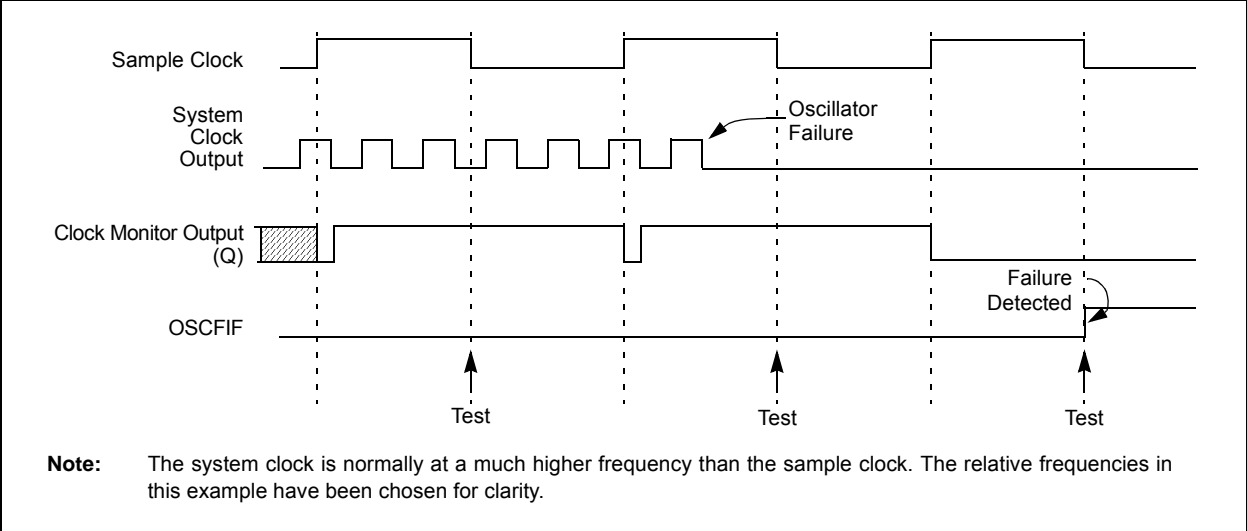 Sample Clock
System
Clock
Output
Oscillator
Failure
Clock Monitor Output
(Q)
Failure
Detected
OSCFIF
Test
Test
Test
Note: The system clock is normally at a much higher frequency than the sample clock. The relative frequencies in
this example have been chosen for clarity.